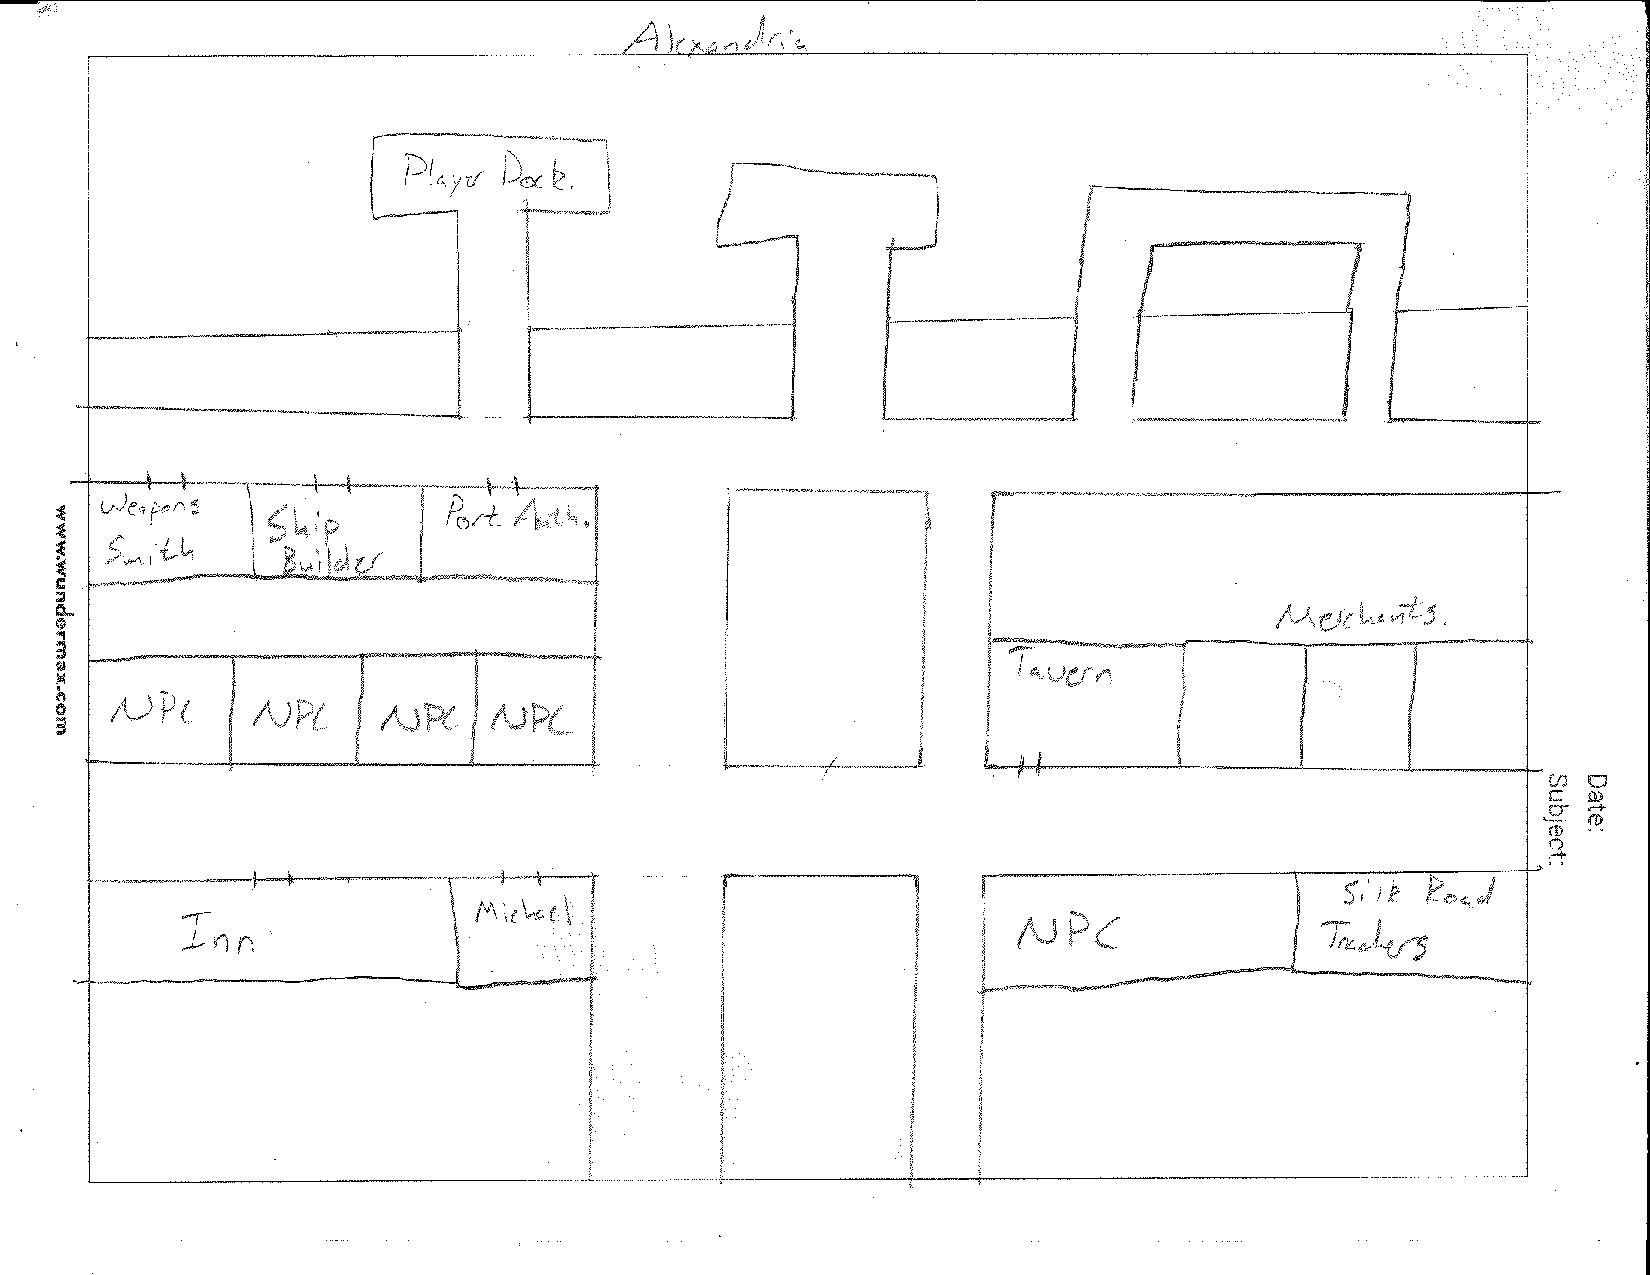 Alexandria
Player Dock.
Weapons
Smith
Ship
Builder
Port Auth.
Merchants.
Tavern
NPC
NPC
NPC
NPC
Inn
Michael
NPC
Silk Road
Traders
www.wundermax.com
Date:
Subject: